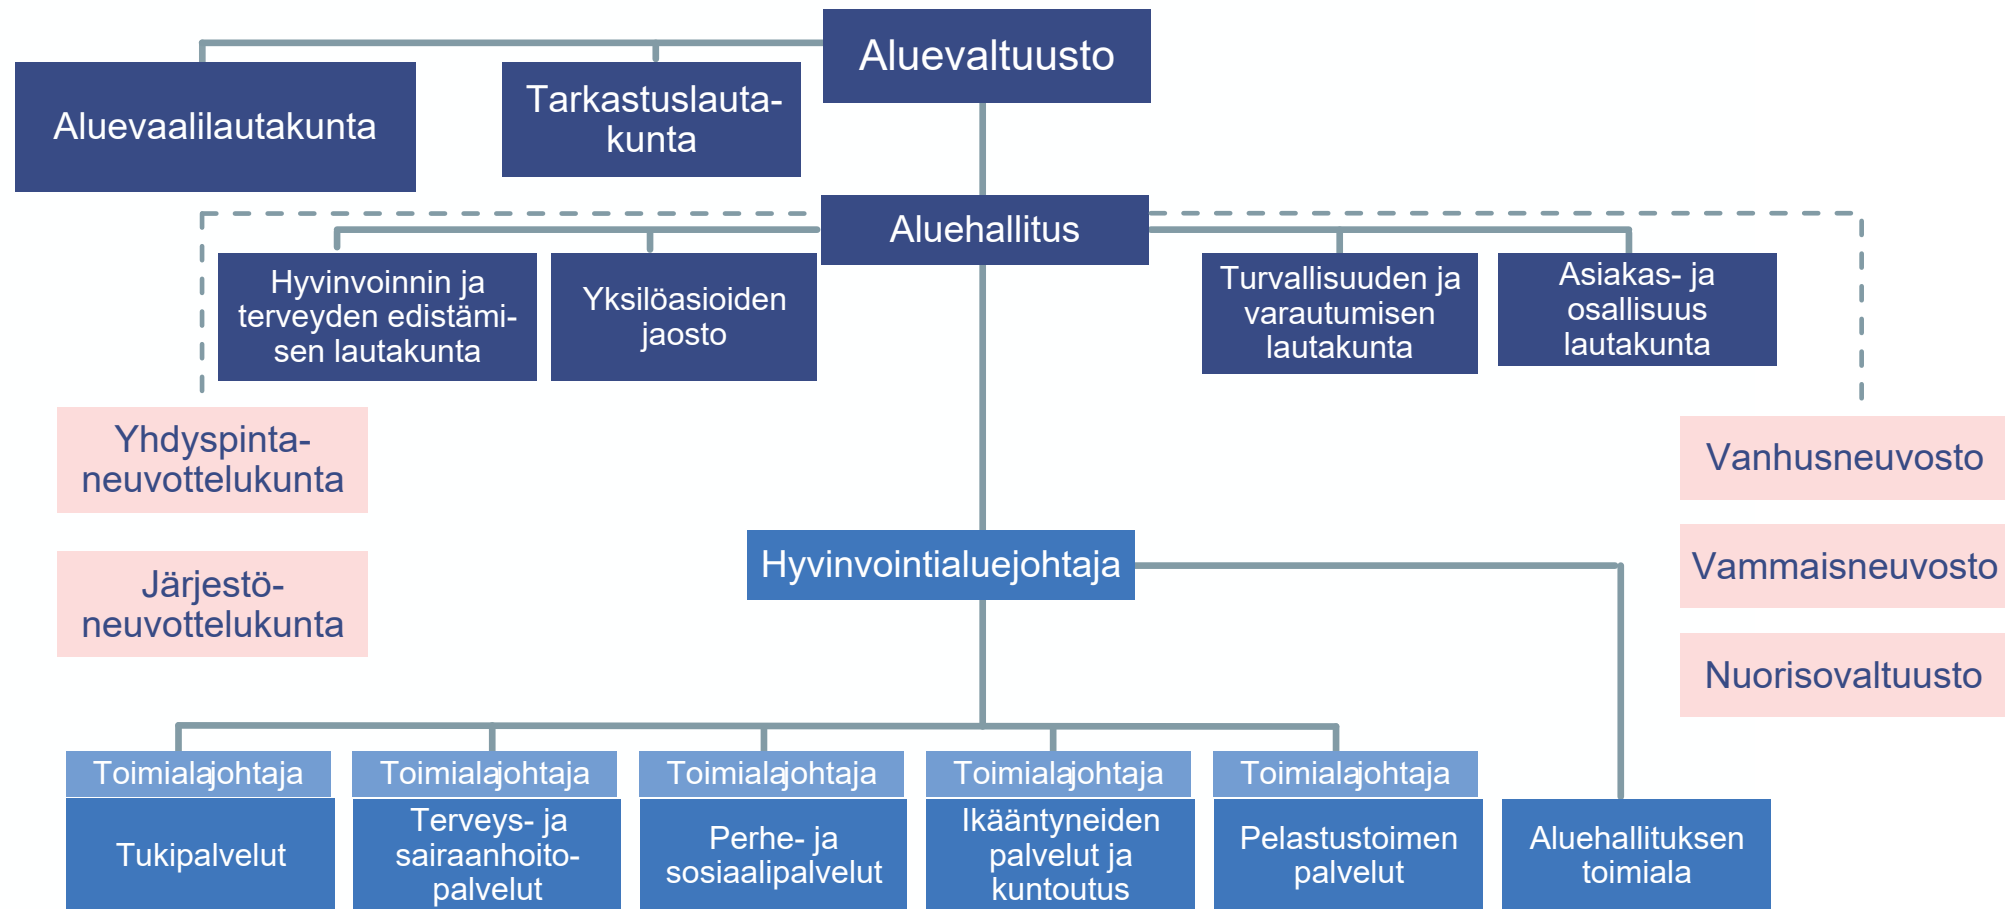 Aluevaltuusto
Aluevaalilautakunta
Tarkastuslauta-
kunta
Aluehallitus
Hyvinvoinnin ja
terveyden edistämi-
sen lautakunta
Yksilöasioiden
jaosto
Turvallisuuden ja
varautumisen
lautakunta
Asiakas- ja
osallisuus
lautakunta
Yhdyspinta-
neuvottelukunta
Järjestö-
neuvottelukunta
Vanhusneuvosto
Vammaisneuvosto
Nuorisovaltuusto
Hyvinvointialuejohtaja
Toimialajohtaja
Tukipalvelut
Toimialajohtaja
Terveys- ja
sairaanhoito-
palvelut
Toimialajohtaja
Perhe- ja
sosiaalipalvelut
Toimialajohtaja
Ikääntyneiden
palvelut ja
kuntoutus
Toimialajohtaja
Pelastustoimen
palvelut
Aluehallituksen
toimiala